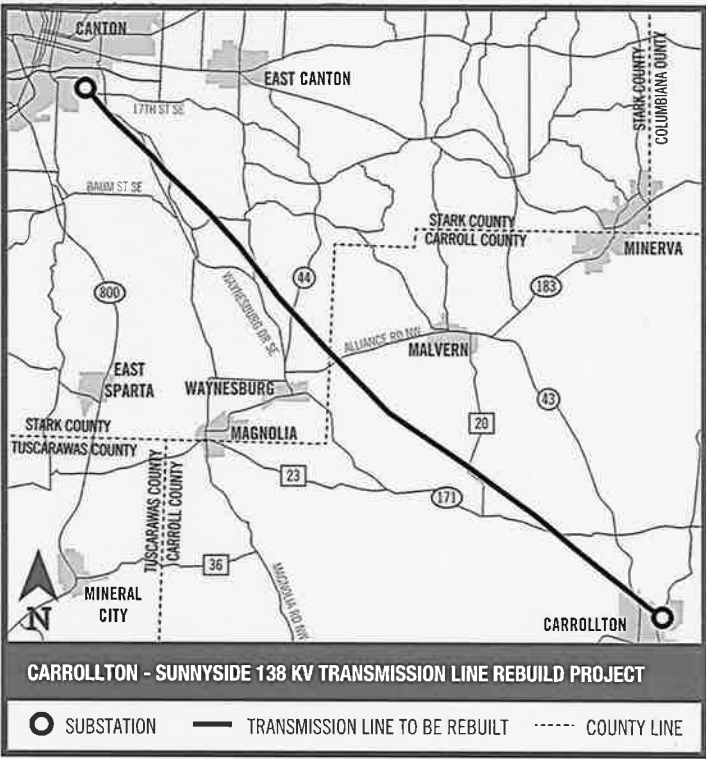 CANTON
EAST CANTON
17TH ST SE
STARK COUNTY
COLUMBIANA OUNTY
BAUM ST SE
STARK COUNTY
CARROLL COUNTY
MINERVA
44
183
800
WAYNESBURG DR SE
ALLIANCE RD NW
MALVERN
EAST
SPARTA
WAYNESBURG
43
20
STARK COUNTY
MAGNOLIA
TUSCARAWAS COUNTY
23
171
TUSCARAWAS COUNTY
CARROLL COUNTY
36
MAGNOLIA RD NW
MINERAL
CITY
N
CARROLLTON
CARROLLTON - SUNNYSIDE 138 KV TRANSMISSION LINE REBUILD PROJECT
SUBSTATION
TRANSMISSION LINE TO BE REBUILT
COUNTY LINE